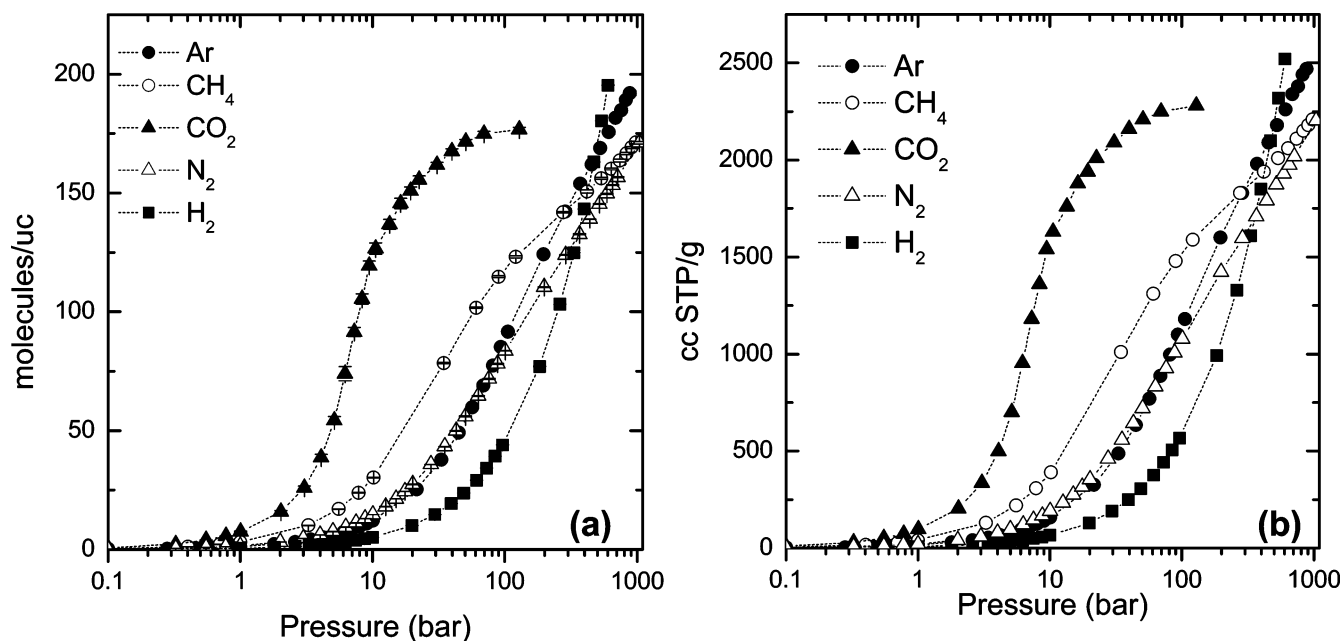 200
150
100
50
0
molecules/uc
Ar
CH4
CO2
N2
H2
(a)
0.1 1 10 100 1000
Pressure (bar)
2500
2000
1500
1000
500
0
cc STP/g
Ar
CH4
CO2
N2
H2
(b)
0.1 1 10 100 1000
Pressure (bar)